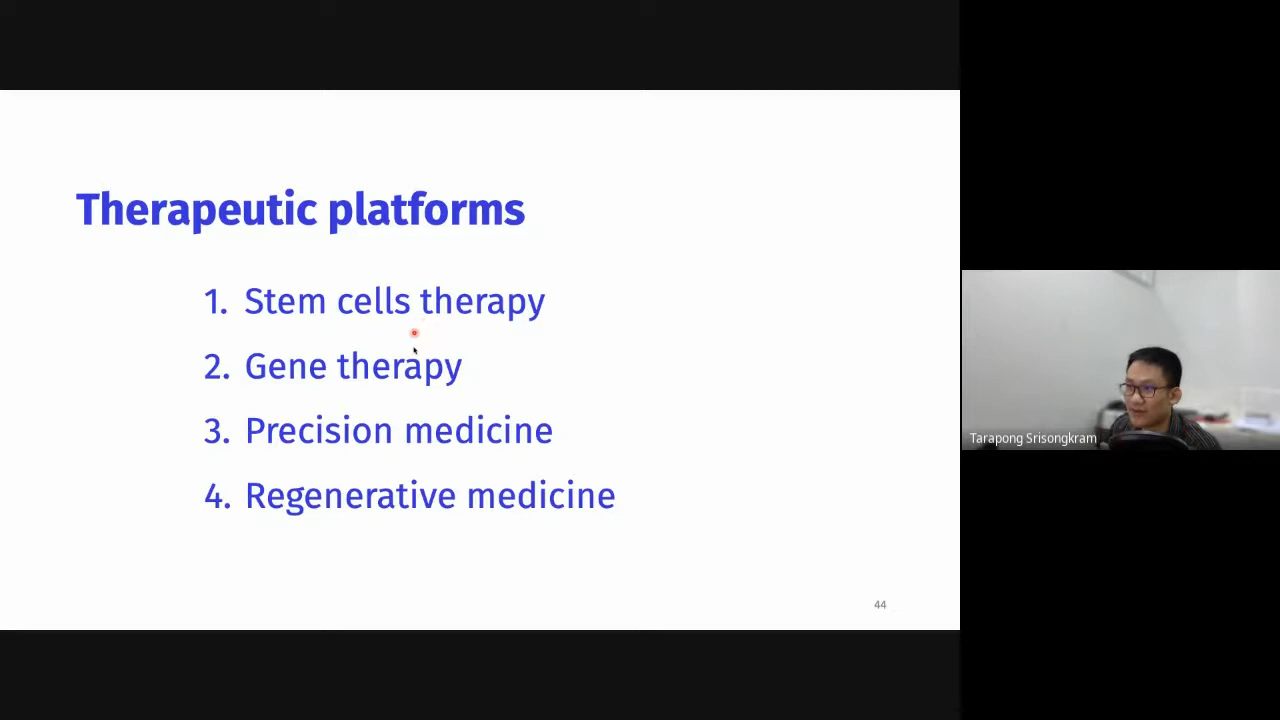 Therapeutic platforms
1. Stem cells therapy
2. Gene therapy
3. Precision medicine
4. Regenerative medicine
44
Tarapong Srisongkram